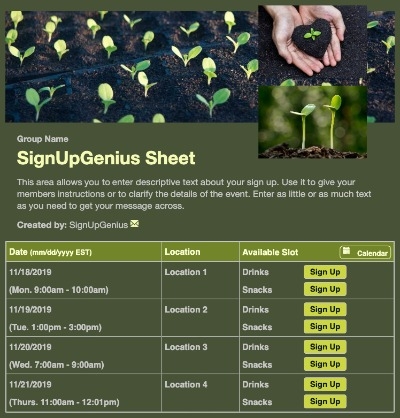 Group Name
SignUpGenius Sheet
This area allows you to enter descriptive text about your sign up. Use it to give your
members instructions or to clarify the details of the event. Enter as little or as much text
as you need to get your message across.
Created by: SignUpGenius
Date (mm/dd/yyyy EST) Location Available Slot Calendar
11/18/2019 Location 1 Drinks Sign Up
(Mon. 9:00am - 10:00am) Snacks Sign Up
11/19/2019 Location 2 Drinks Sign Up
(Tue. 1:00pm - 3:00pm) Snacks Sign Up
11/20/2019 Location 3 Drinks Sign Up
(Wed. 7:00am - 9:00am) Snacks Sign Up
11/21/2019 Location 4 Drinks Sign Up
(Thurs. 11:00am - 12:01pm) Snacks Sign Up